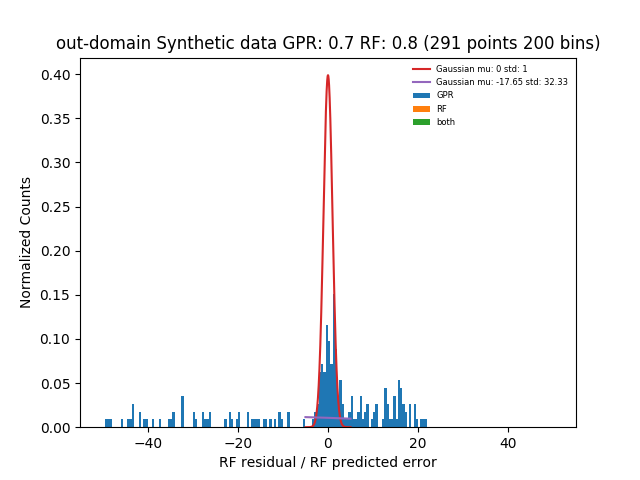 out-domain Synthetic data GPR: 0.7 RF: 0.8 (291 points 200 bins)
Gaussian mu: 0 std: 1
Gaussian mu: -17.65 std: 32.33
GPR
RF
both
Normalized Counts
0.40
0.35
0.30
0.25
0.20
0.15
0.10
0.05
0.00
−40 −20 0 20 40
RF residual / RF predicted error